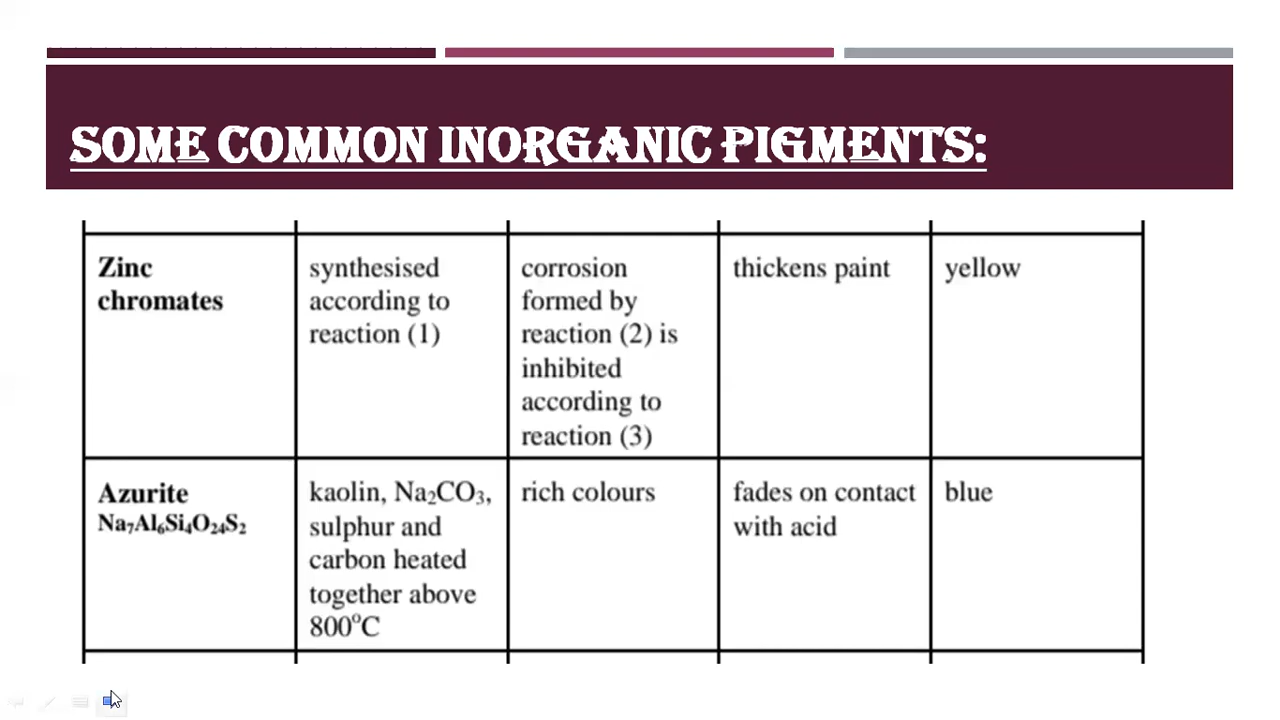 SOME COMMON INORGANIC PIGMENTS:
Zinc
chromates
synthesised
according to
reaction (1)
corrosion
formed by
reaction (2) is
inhibited
according to
reaction (3)
thickens paint
yellow
Azurite
Na₇Al₆Si₄O₂₄S₂
kaolin, Na₂CO₃,
sulphur and
carbon heated
together above
800°C
rich colours
fades on contact
with acid
blue